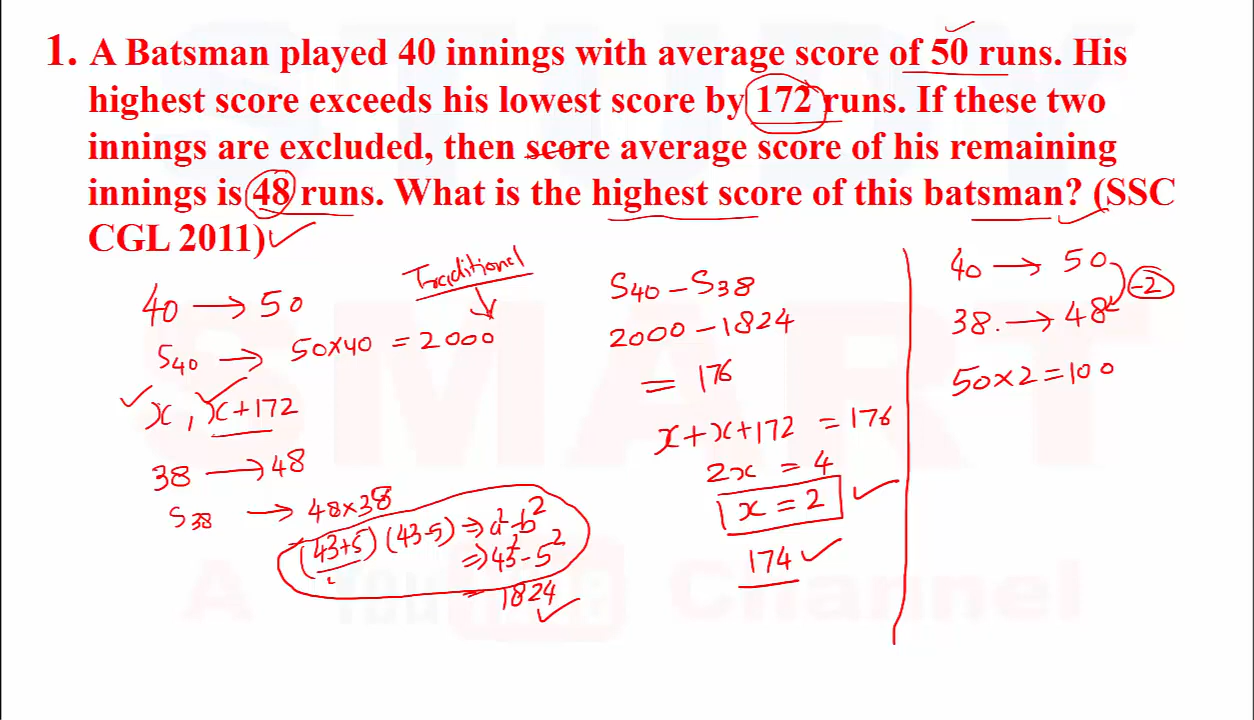 1. A Batsman played 40 innings with average score of 50 runs. His
highest score exceeds his lowest score by 172 runs. If these two
innings are excluded, then score average score of his remaining
innings is 48 runs. What is the highest score of this batsman? (SSC
CGL 2011)
Traditional
40 → 50
S40 → 50×40 = 2000
x, x+172
38 → 48
S38 → 48×38
(43+5)(43-5) ⇒ a²-b²
⇒ 43²-5²
= 1824
S40 - S38
2000 - 1824
= 176
x+x+172 = 176
2x = 4
x = 2
174
40 → 50
-2
38. → 48
50×2=100
STUDY
SMART
A Channel